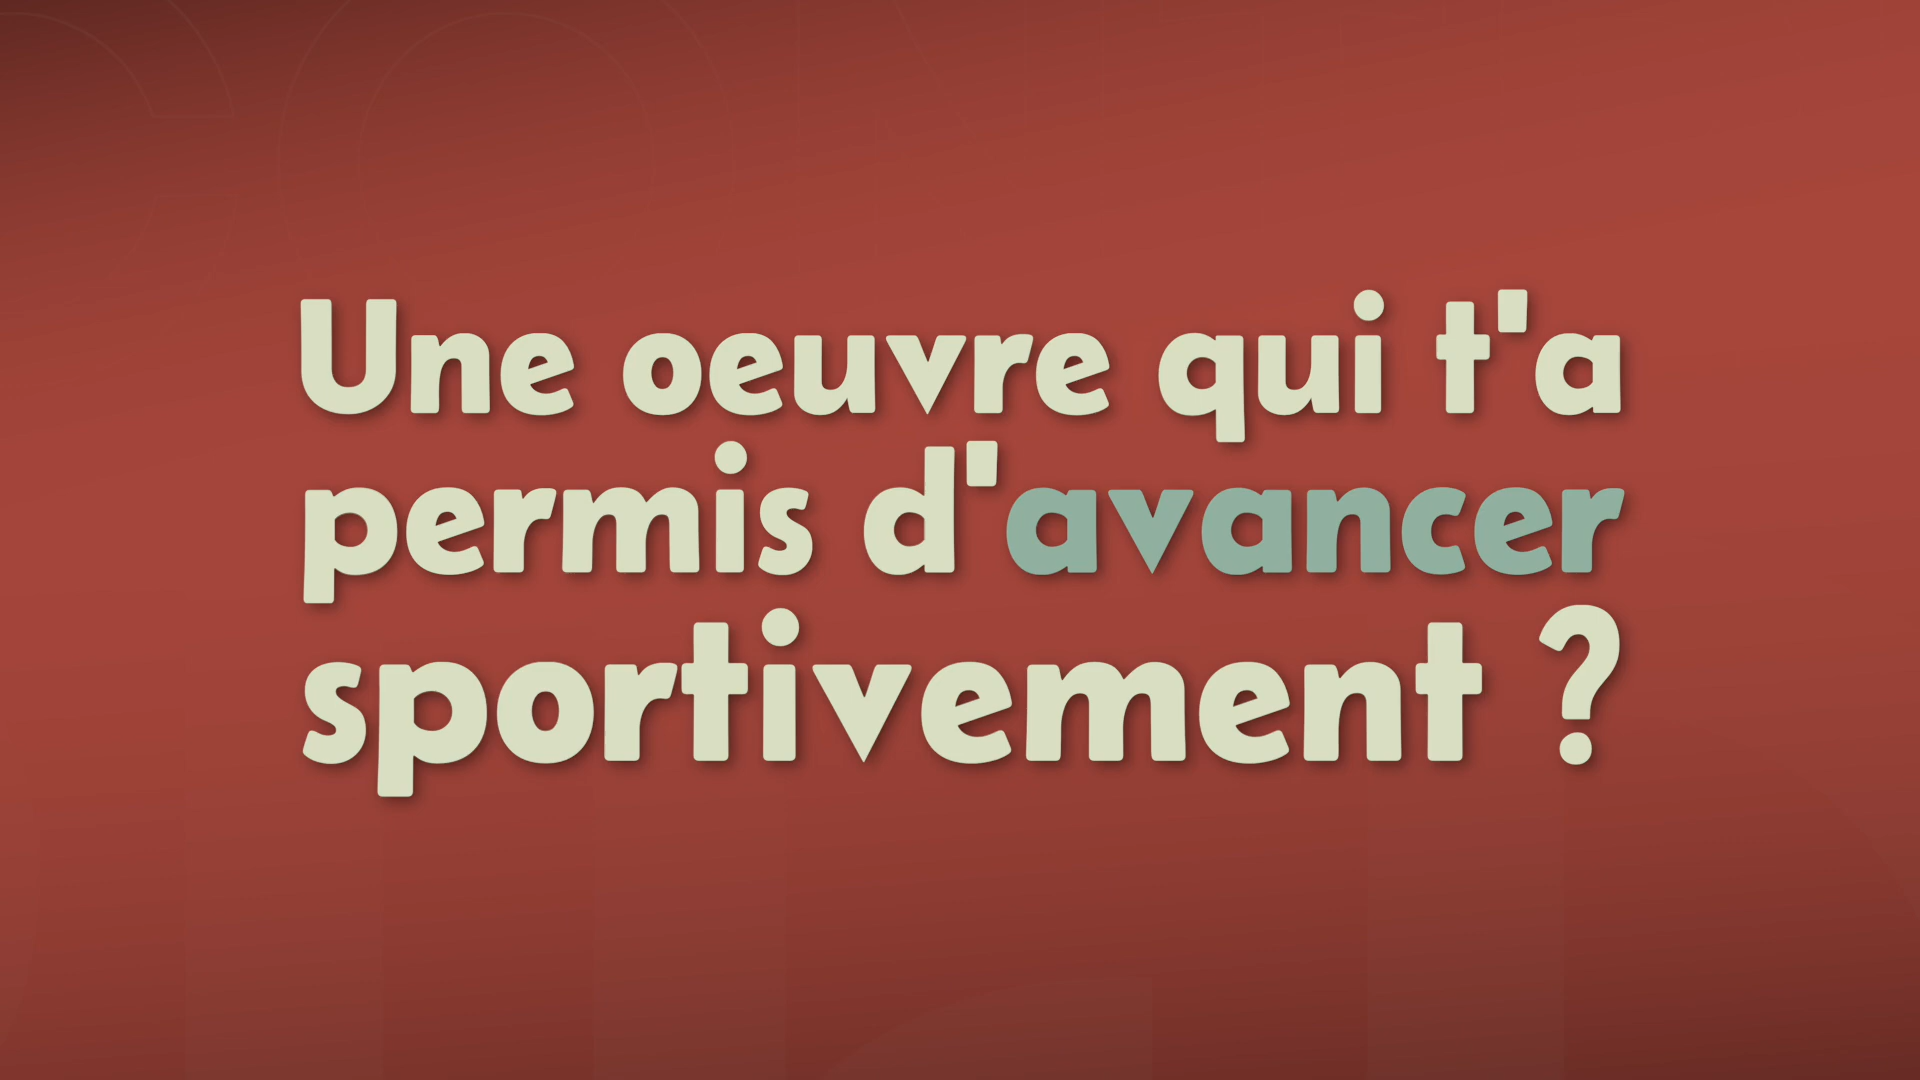 Une oeuvre qui t'a
permis d'avancer
sportivement ?